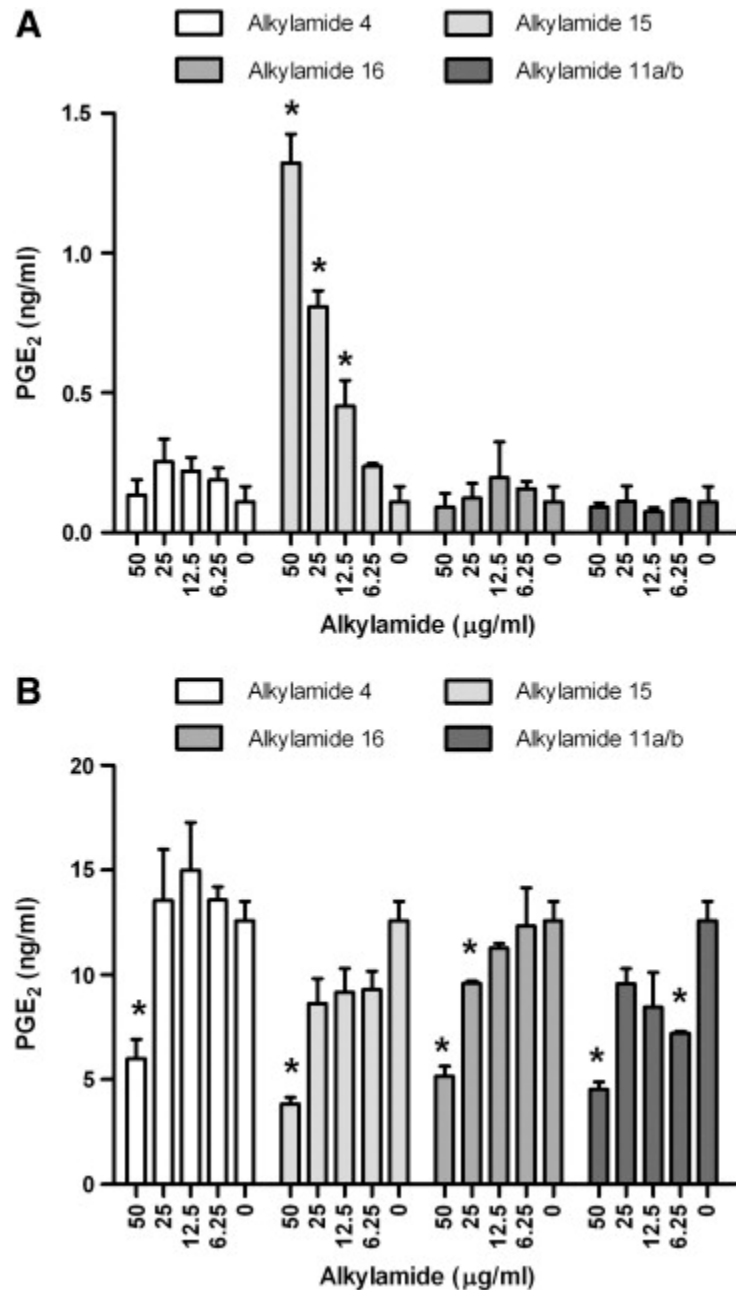 A
Alkylamide 4 Alkylamide 15
Alkylamide 16 Alkylamide 11a/b
1.5
1.0
0.5
0.0
PGE₂ (ng/ml)
* * *
50 25 12.5 6.25 0 50 25 12.5 6.25 0 50 25 12.5 6.25 0 50 25 12.5 6.25 0
Alkylamide (μg/ml)
B
Alkylamide 4 Alkylamide 15
Alkylamide 16 Alkylamide 11a/b
20
15
10
5
0
PGE₂ (ng/ml)
* * * * * *
50 25 12.5 6.25 0 50 25 12.5 6.25 0 50 25 12.5 6.25 0 50 25 12.5 6.25 0
Alkylamide (μg/ml)